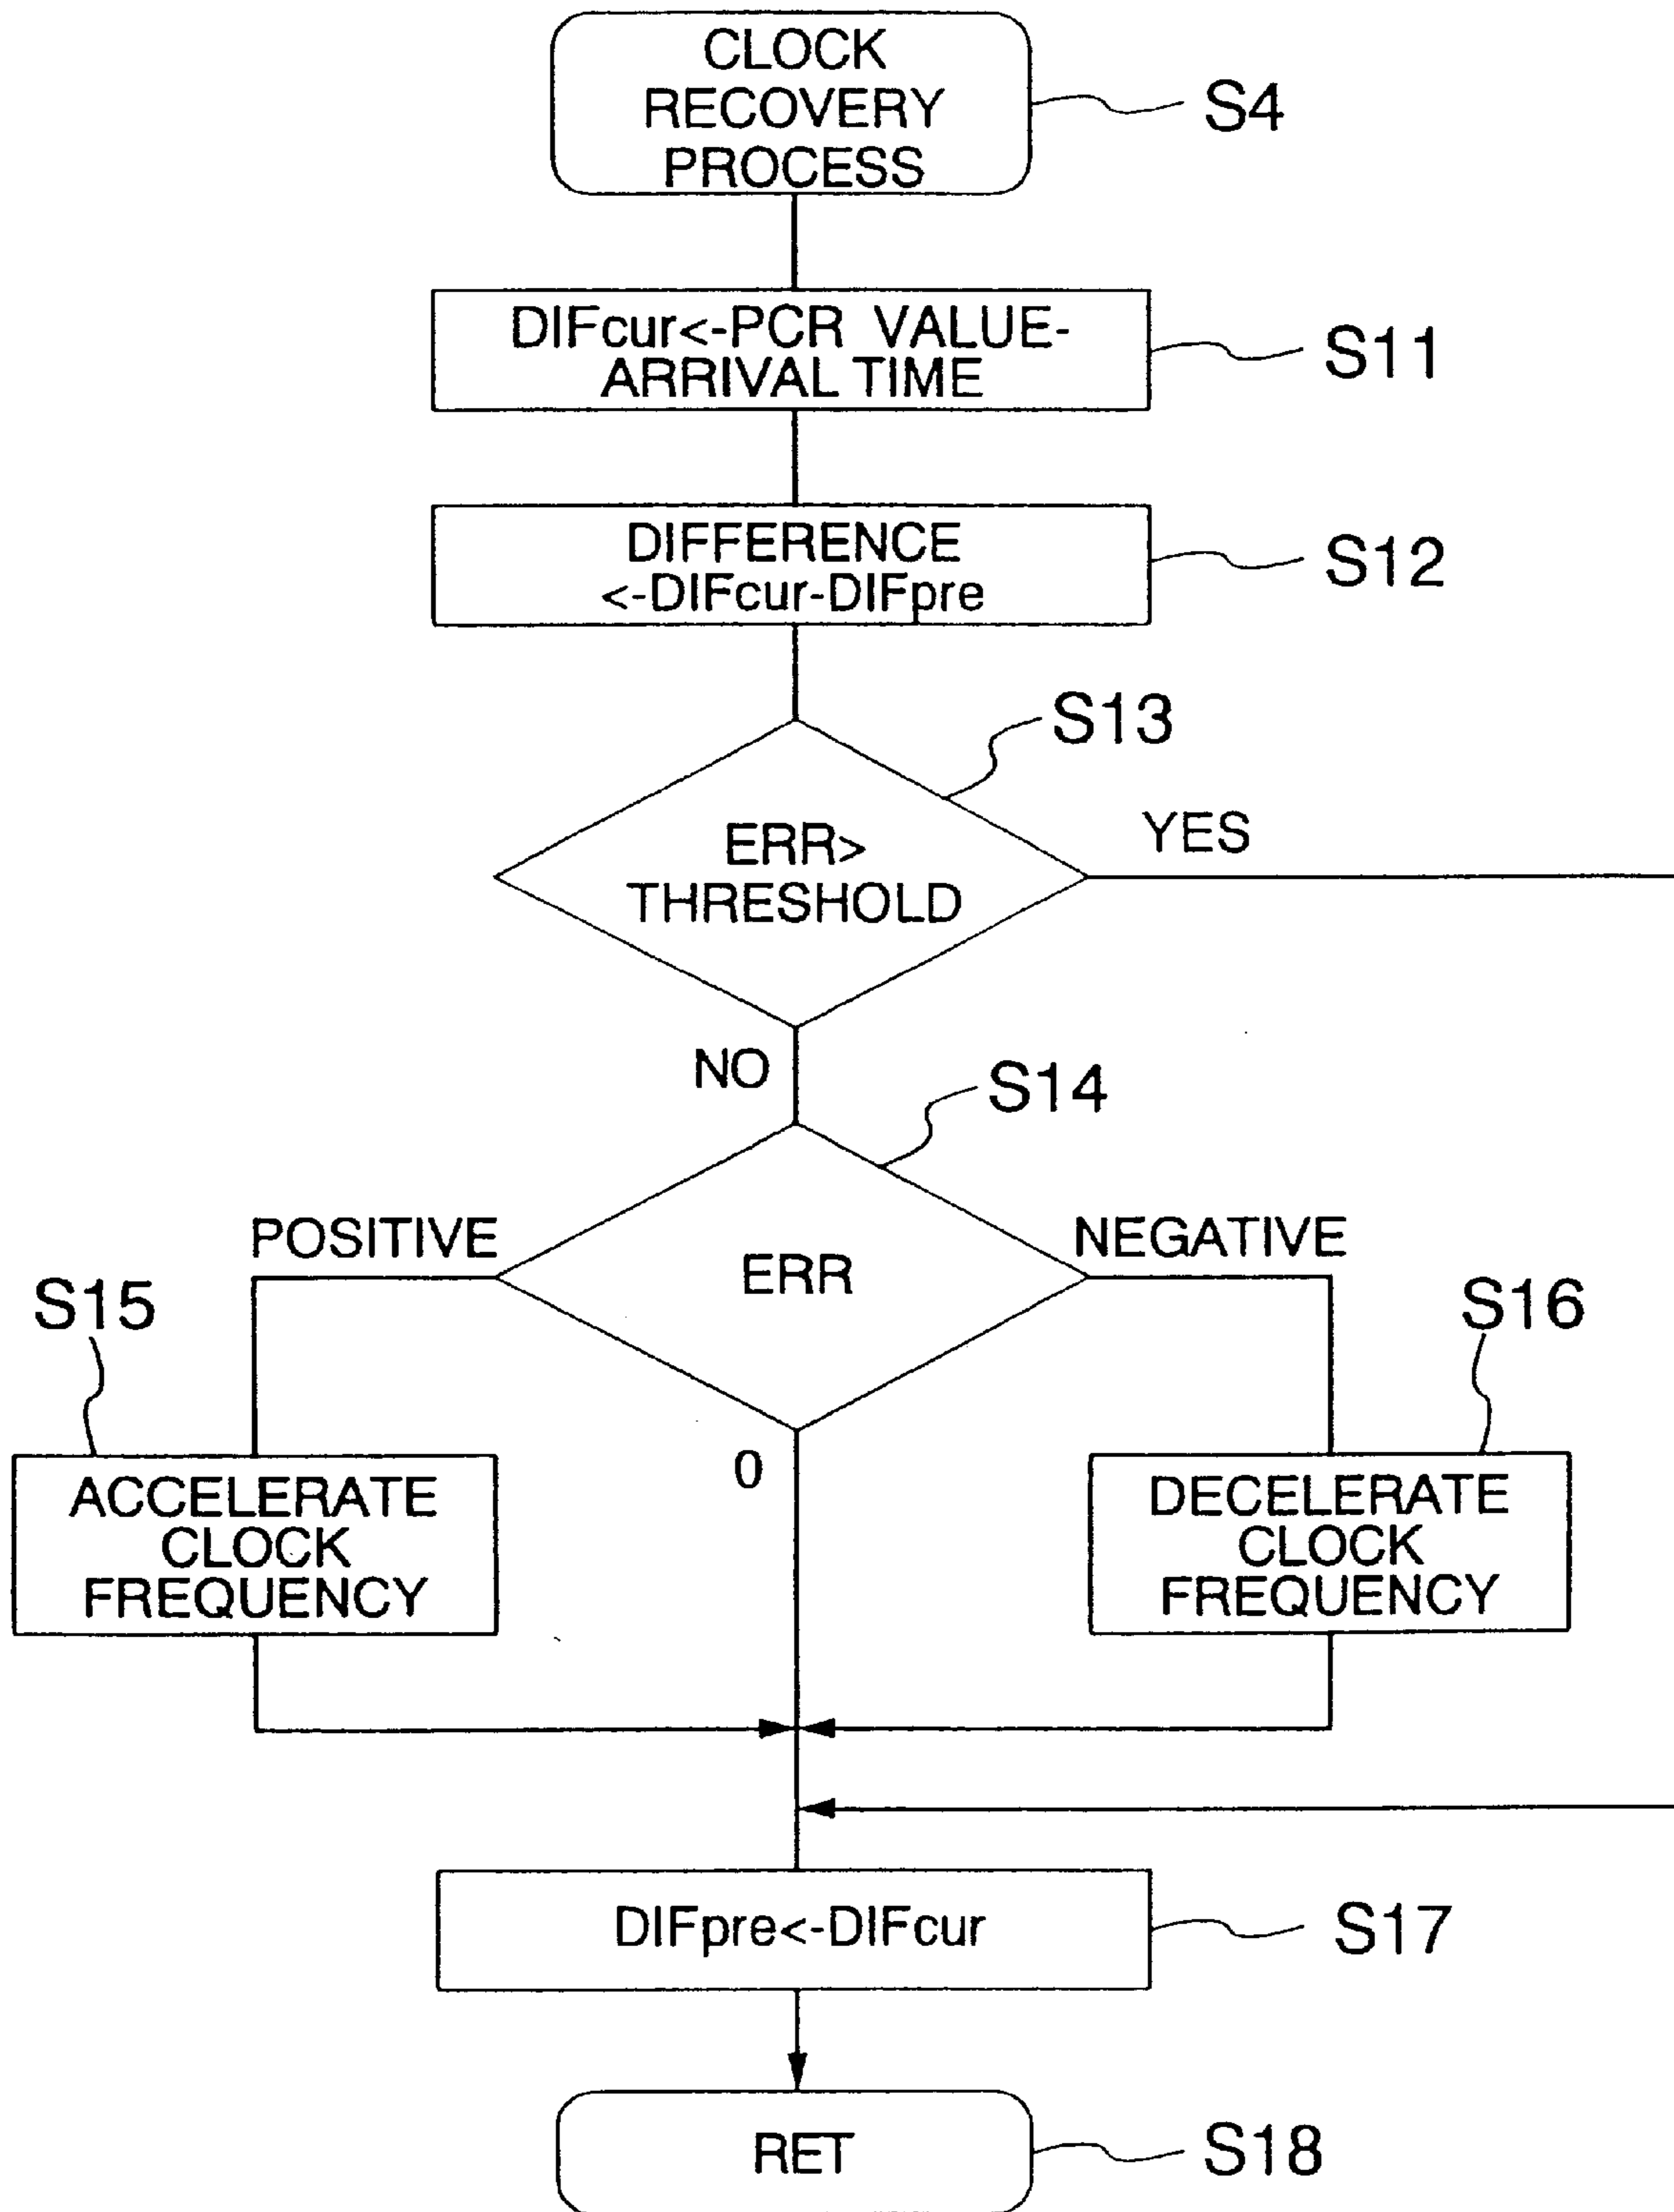 CLOCK
RECOVERY
PROCESS
S4
DIFcur<-PCR VALUE-
ARRIVAL TIME
S11
DIFFERENCE
<-DIFcur-DIFpre
S12
S13
ERR>
THRESHOLD
YES
NO
S14
POSITIVE
ERR
NEGATIVE
S15
S16
0
ACCELERATE
CLOCK
FREQUENCY
DECELERATE
CLOCK
FREQUENCY
DIFpre<-DIFcur
S17
RET
S18